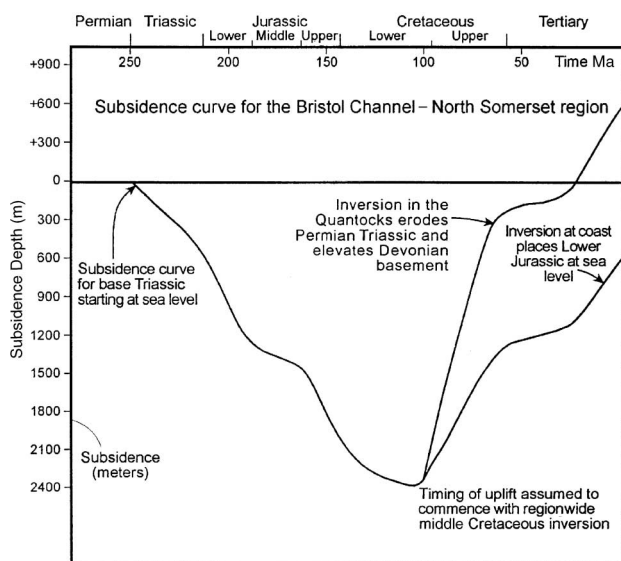 Permian Triassic Jurassic Cretaceous Tertiary
Lower Middle Upper Lower Upper
250 200 150 100 50 Time Ma
+900
+600
+300
0
300
600
900
1200
1500
1800
2100
2400
Subsidence Depth (m)
Subsidence curve for the Bristol Channel – North Somerset region
Subsidence curve
for base Triassic
starting at sea level
Inversion in the
Quantocks erodes
Permian Triassic and
elevates Devonian
basement
Inversion at coast
places Lower
Jurassic at sea
level
Subsidence
(meters)
Timing of uplift assumed to
commence with regionwide
middle Cretaceous inversion